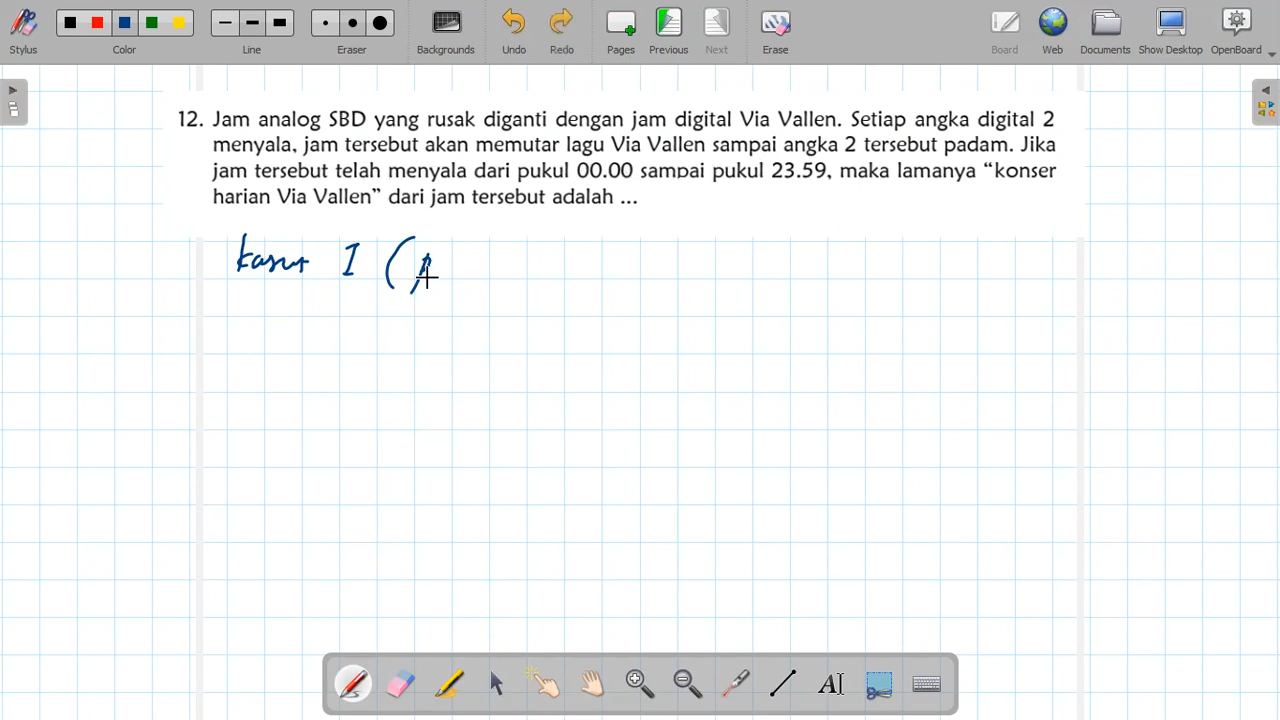 Stylus Color Line Eraser Backgrounds Undo Redo Pages Previous Next Erase Board Web Documents Show Desktop OpenBoard
12. Jam analog SBD yang rusak diganti dengan jam digital Via Vallen. Setiap angka digital 2
menyala, jam tersebut akan memutar lagu Via Vallen sampai angka 2 tersebut padam. Jika
jam tersebut telah menyala dari pukul 00.00 sampai pukul 23.59, maka lamanya “konser
harian Via Vallen” dari jam tersebut adalah ...
kasus I (